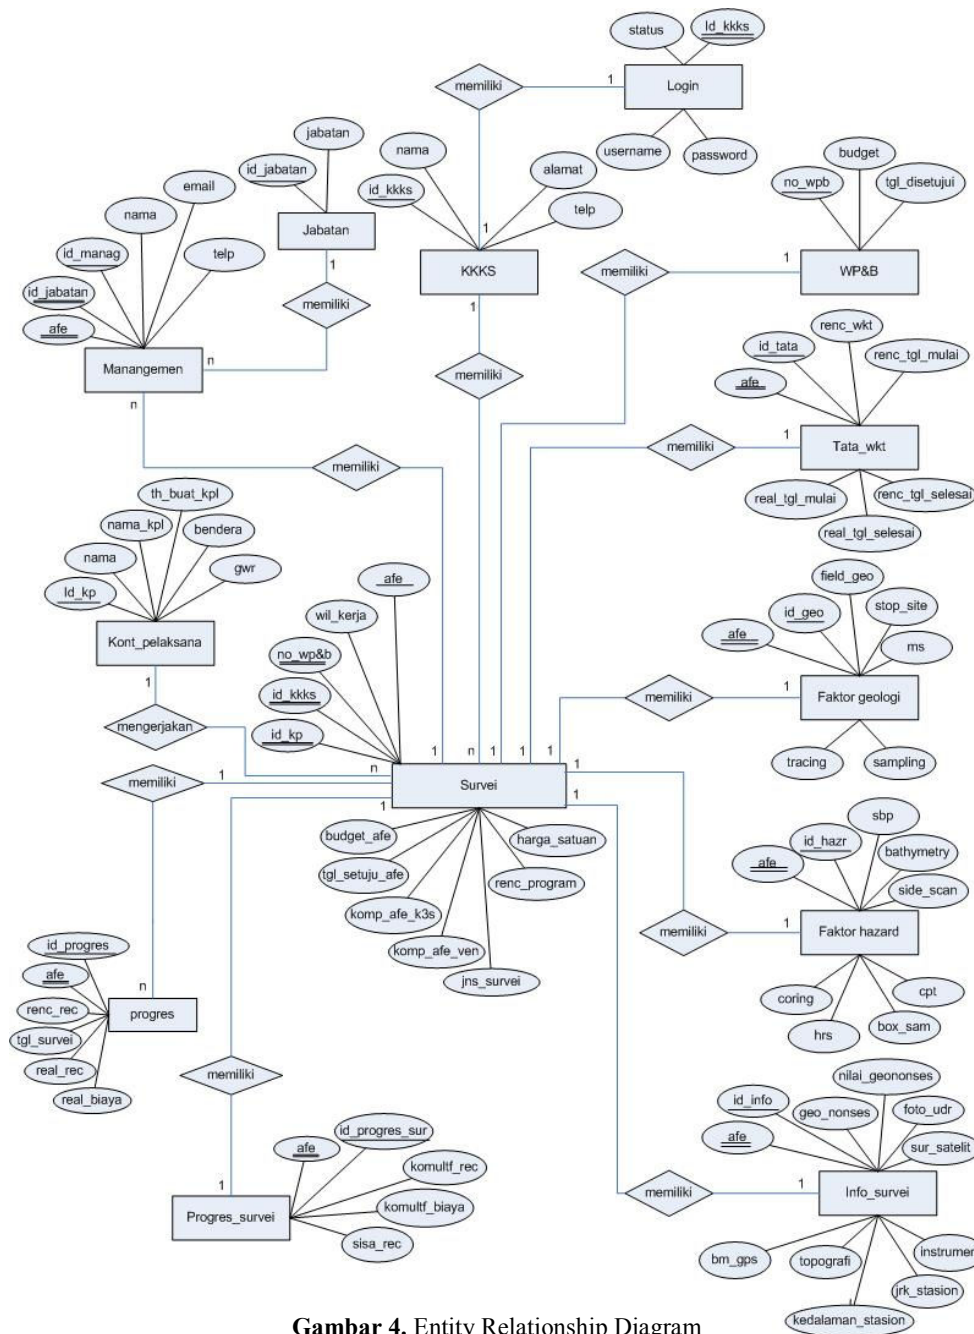 status
Id_kkks
memiliki
1
Login
1
username
password
nama
id_kkks
alamat
telp
KKKS
1
jabatan
id_jabatan
Jabatan
1
memiliki
n
email
nama
id_manag
telp
id_jabatan
afe
Manangemen
n
budget
no_wpb
tgl_disetujui
memiliki
1
WP&B
1
memiliki
n
renc_wkt
id_tata
renc_tgl_mulai
afe
memiliki
1
Tata_wkt
real_tgl_mulai
renc_tgl_selesai
real_tgl_selesai
memiliki
th_buat_kpl
nama_kpl
bendera
nama
gwr
Id_kp
Kont_pelaksana
1
mengerjakan
n
field_geo
id_geo
stop_site
afe
ms
memiliki
1
Faktor geologi
tracing
sampling
afe
wil_kerja
no_wp&b
id_kkks
id_kp
1
n
1
1
1
1
Survei
memiliki
1
1
1
budget_afe
harga_satuan
tgl_setuju_afe
renc_program
komp_afe_k3s
komp_afe_ven
jns_survei
sbp
id_hazr
bathymetry
afe
side_scan
memiliki
1
Faktor hazard
coring
cpt
hrs
box_sam
id_progres
afe
n
renc_rec
progres
tgl_survei
real_rec
real_biaya
memiliki
1
id_progres_sur
afe
komultf_rec
komultf_biaya
Progres_survei
sisa_rec
nilai_geononses
id_info
geo_nonses
foto_udr
afe
sur_satelit
memiliki
1
Info_survei
bm_gps
topografi
instrumen
jrk_stasion
kedalaman_stasion
Gambar 4. Entity Relationship Diagram